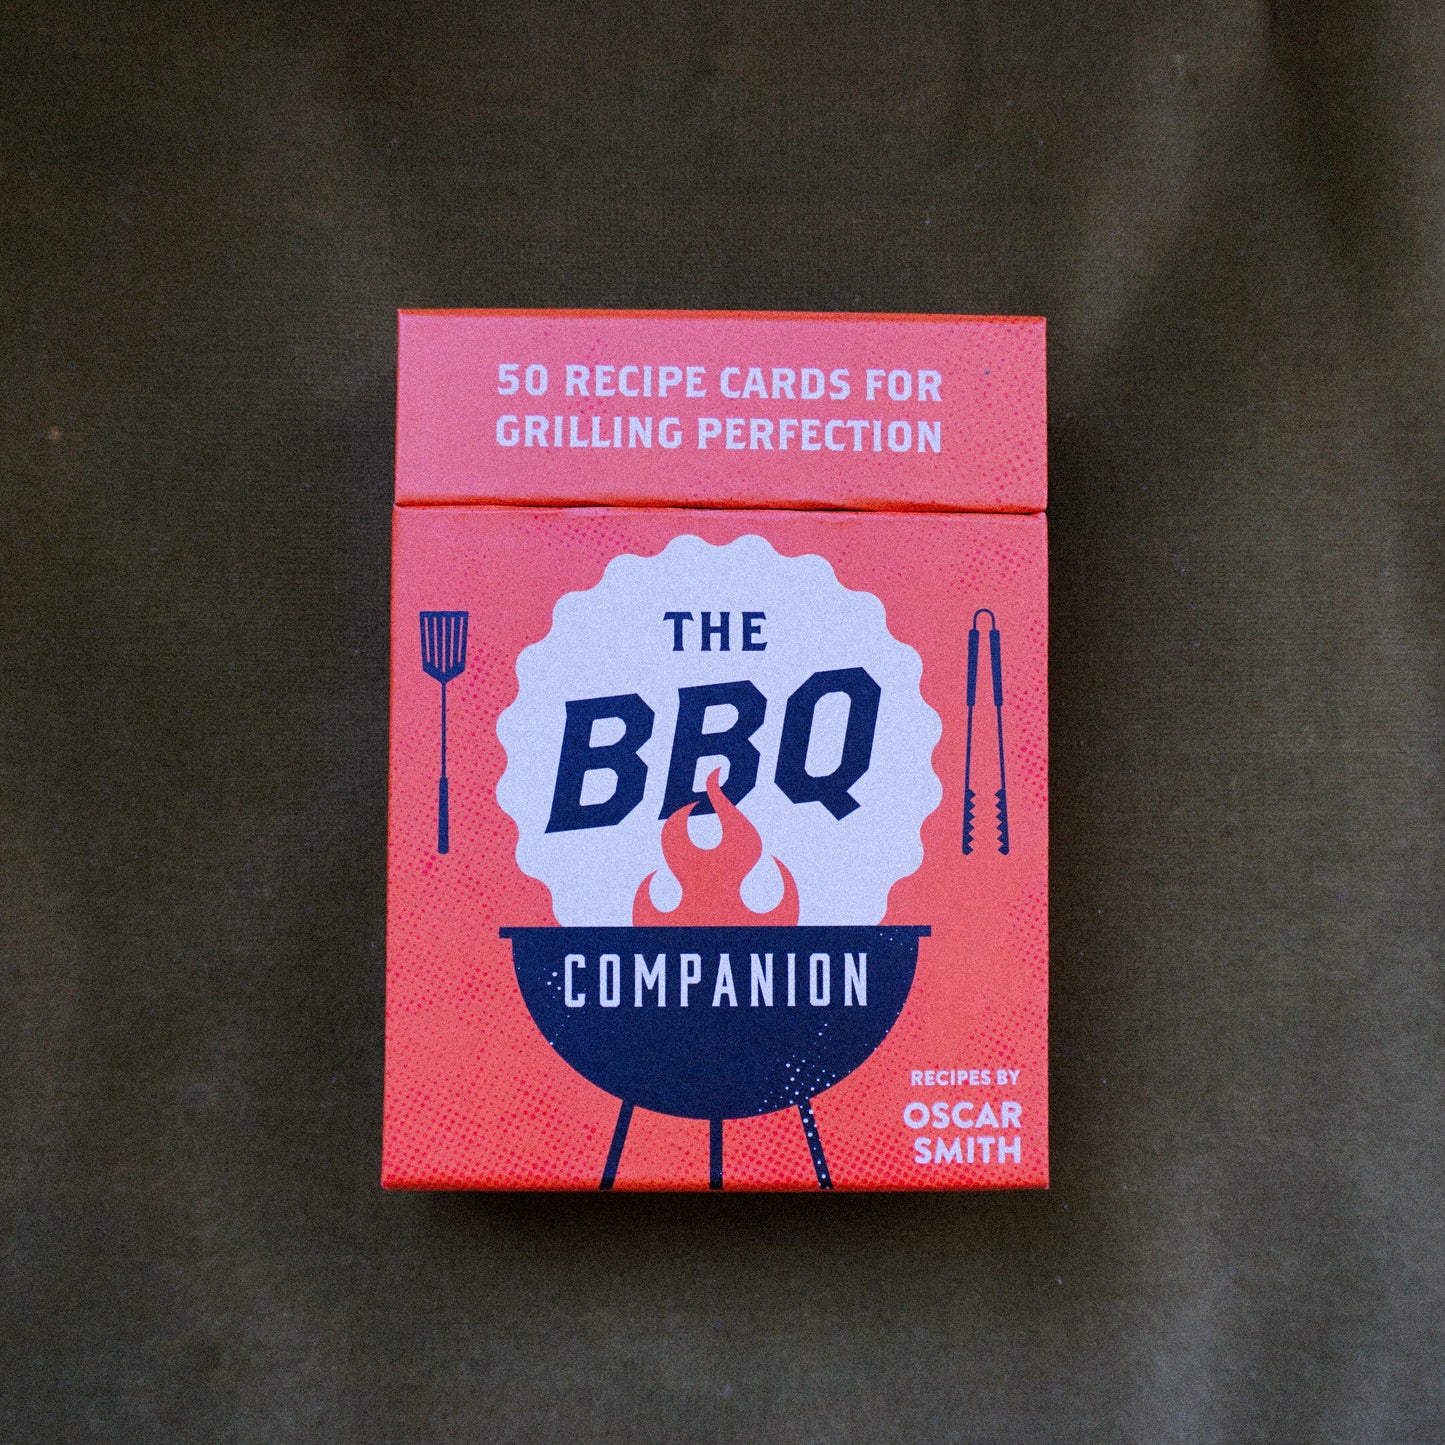 50 RECIPE CARDS FOR
GRILLING PERFECTION
THE
BBQ
COMPANION
RECIPES BY
OSCAR
SMITH